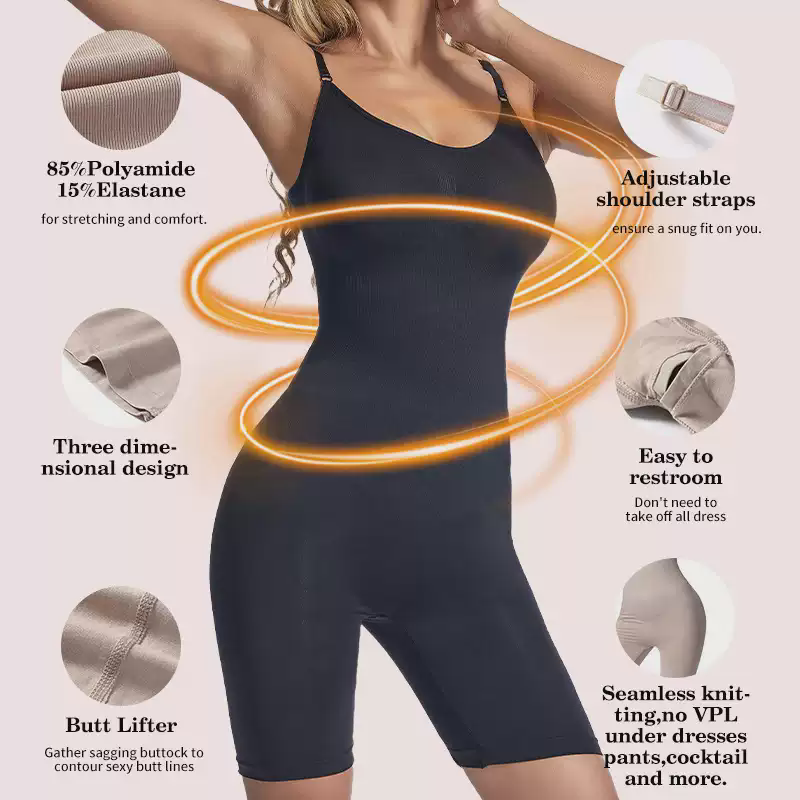 85%Polyamide
15%Elastane
for stretching and comfort.
Adjustable
shoulder straps
ensure a snug fit on you.
Three dime-
nsional design
Easy to
restroom
Don't need to
take off all dress
Butt Lifter
Gather sagging buttock to
contour sexy butt lines
Seamless knit-
ting,no VPL
under dresses
pants,cocktail
and more.